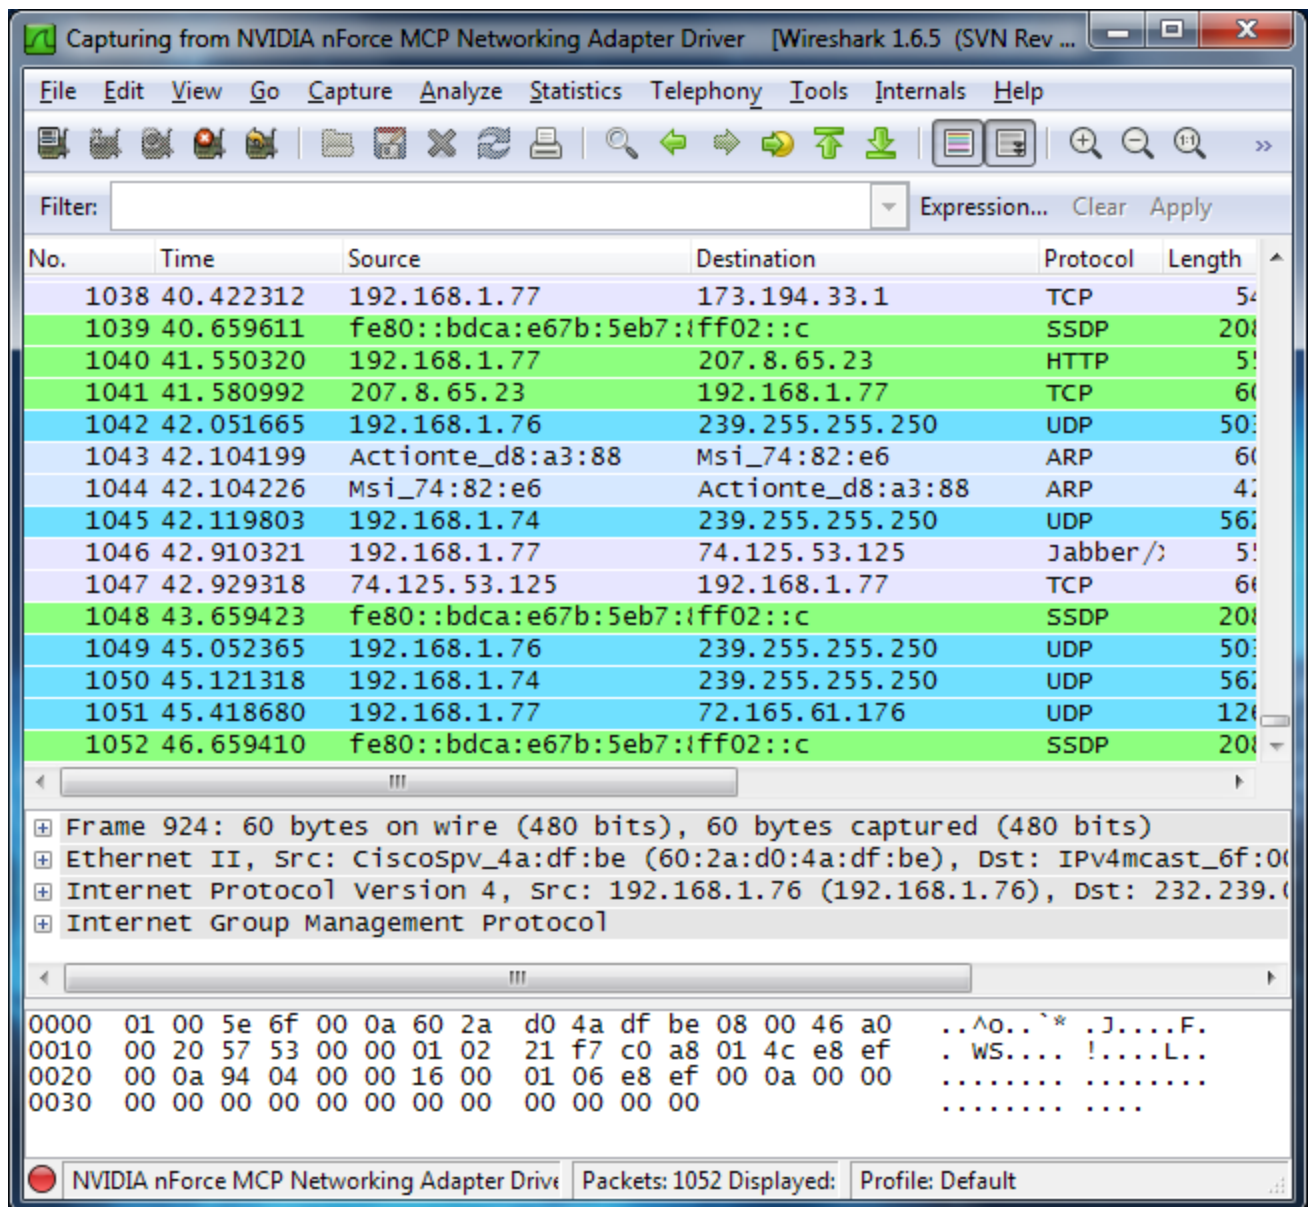 Capturing from NVIDIA nForce MCP Networking Adapter Driver [Wireshark 1.6.5 (SVN Rev ...
File Edit View Go Capture Analyze Statistics Telephony Tools Internals Help
Filter: Expression... Clear Apply
No. Time Source Destination Protocol Length
1038 40.422312 192.168.1.77 173.194.33.1 TCP 54
1039 40.659611 fe80::bdca:e67b:5eb7: ff02::c SSDP 208
1040 41.550320 192.168.1.77 207.8.65.23 HTTP 5
1041 41.580992 207.8.65.23 192.168.1.77 TCP 60
1042 42.051665 192.168.1.76 239.255.255.250 UDP 503
1043 42.104199 Actionte_d8:a3:88 Msi_74:82:e6 ARP 60
1044 42.104226 Msi_74:82:e6 Actionte_d8:a3:88 ARP 42
1045 42.119803 192.168.1.74 239.255.255.250 UDP 562
1046 42.910321 192.168.1.77 74.125.53.125 Jabber/ 5
1047 42.929318 74.125.53.125 192.168.1.77 TCP 66
1048 43.659423 fe80::bdca:e67b:5eb7: ff02::c SSDP 208
1049 45.052365 192.168.1.76 239.255.255.250 UDP 503
1050 45.121318 192.168.1.74 239.255.255.250 UDP 562
1051 45.418680 192.168.1.77 72.165.61.176 UDP 126
1052 46.659410 fe80::bdca:e67b:5eb7: ff02::c SSDP 208
Frame 924: 60 bytes on wire (480 bits), 60 bytes captured (480 bits)
Ethernet II, Src: CiscoSpv_4a:df:be (60:2a:d0:4a:df:be), Dst: IPv4mcast_6f:00
Internet Protocol Version 4, Src: 192.168.1.76 (192.168.1.76), Dst: 232.239.0
Internet Group Management Protocol
0000 01 00 5e 6f 00 0a 60 2a d0 4a df be 08 00 46 a0 ..^o..`* .J....F.
0010 00 20 57 53 00 00 01 02 21 f7 c0 a8 01 4c e8 ef . WS.... !....L..
0020 00 0a 94 04 00 00 16 00 01 06 e8 ef 00 0a 00 00 ........ ........
0030 00 00 00 00 00 00 00 00 00 00 00 00 ........ ....
NVIDIA nForce MCP Networking Adapter Drive Packets: 1052 Displayed: Profile: Default